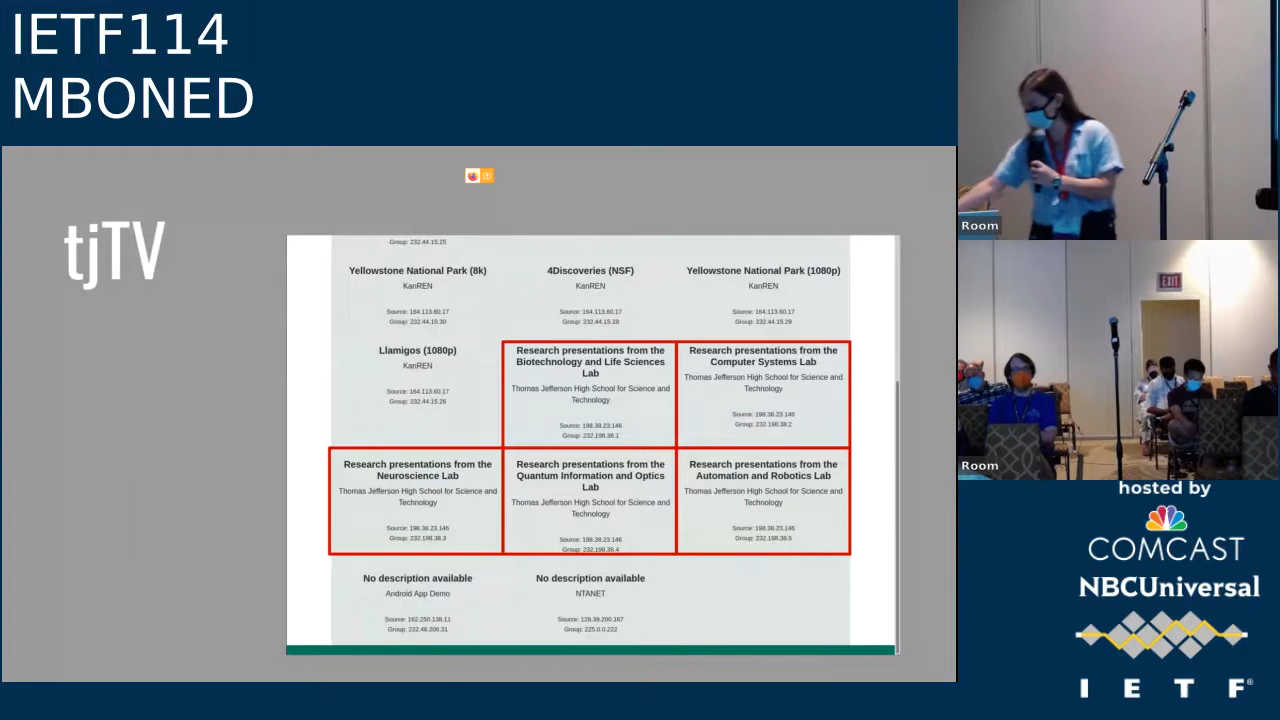 IETF114
MBONED
tjTV
Group: 232.44.15.25
Yellowstone National Park (8k)
KanREN
Source: 164.113.60.17
Group: 232.44.15.30
4Discoveries (NSF)
KanREN
Source: 164.113.60.17
Group: 232.44.15.28
Yellowstone National Park (1080p)
KanREN
Source: 164.113.60.17
Group: 232.44.15.29
Llamigos (1080p)
KanREN
Source: 164.113.60.17
Group: 232.44.15.26
Research presentations from the
Biotechnology and Life Sciences
Lab
Thomas Jefferson High School for Science and
Technology
Source: 198.38.23.146
Group: 232.198.38.1
Research presentations from the
Computer Systems Lab
Thomas Jefferson High School for Science and
Technology
Source: 198.38.23.146
Group: 232.198.38.2
Research presentations from the
Neuroscience Lab
Thomas Jefferson High School for Science and
Technology
Source: 198.38.23.146
Group: 232.198.38.3
Research presentations from the
Quantum Information and Optics
Lab
Thomas Jefferson High School for Science and
Technology
Source: 198.38.23.146
Group: 232.198.38.4
Research presentations from the
Automation and Robotics Lab
Thomas Jefferson High School for Science and
Technology
Source: 198.38.23.146
Group: 232.198.38.5
No description available
Android App Demo
Source: 162.250.138.11
Group: 232.46.206.31
No description available
NTANET
Source: 128.39.200.167
Group: 225.0.0.222
Room
EXIT
Room
hosted by
COMCAST
NBCUniversal
I E T F®